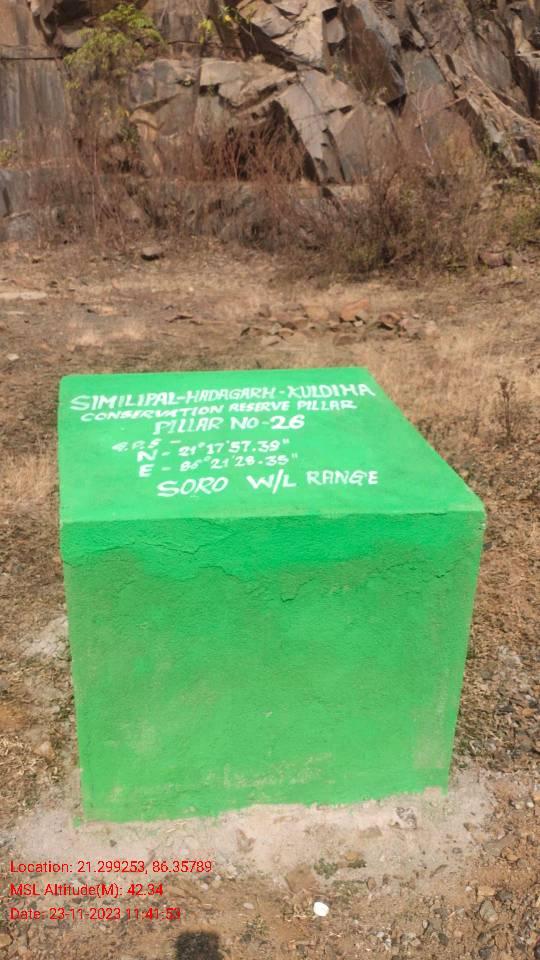 SIMILIPAL-HADAGARH-KULDIHA
CONSERVATION RESERVE PILLAR
PILLAR NO-26
G.P.S -
N - 21°17'57.39"
E - 86°21'28.35"
SORO W/L RANGE
Location: 21.299253, 86.35789
MSL-Altitude(M): 42.34
Date: 23-11-2023 11:41:53